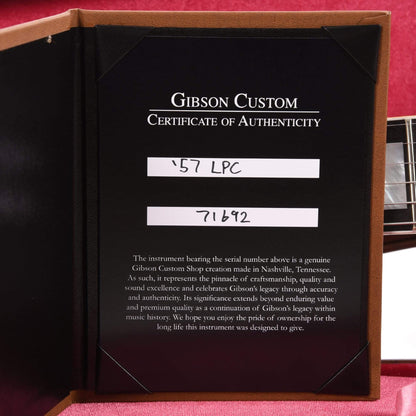 GIBSON CUSTOM
CERTIFICATE OF AUTHENTICITY
'57 LPC
71692
The instrument bearing the serial number above is a genuine
Gibson Custom Shop creation made in Nashville, Tennessee.
As such, it represents the pinnacle of craftsmanship, quality and
sound excellence and celebrates Gibson's legacy through accuracy
and authenticity. Its significance extends beyond enduring value
and premium quality as a continuation of Gibson's legacy within
music history. We hope you enjoy the pride of ownership for the
long life this instrument was designed to give.